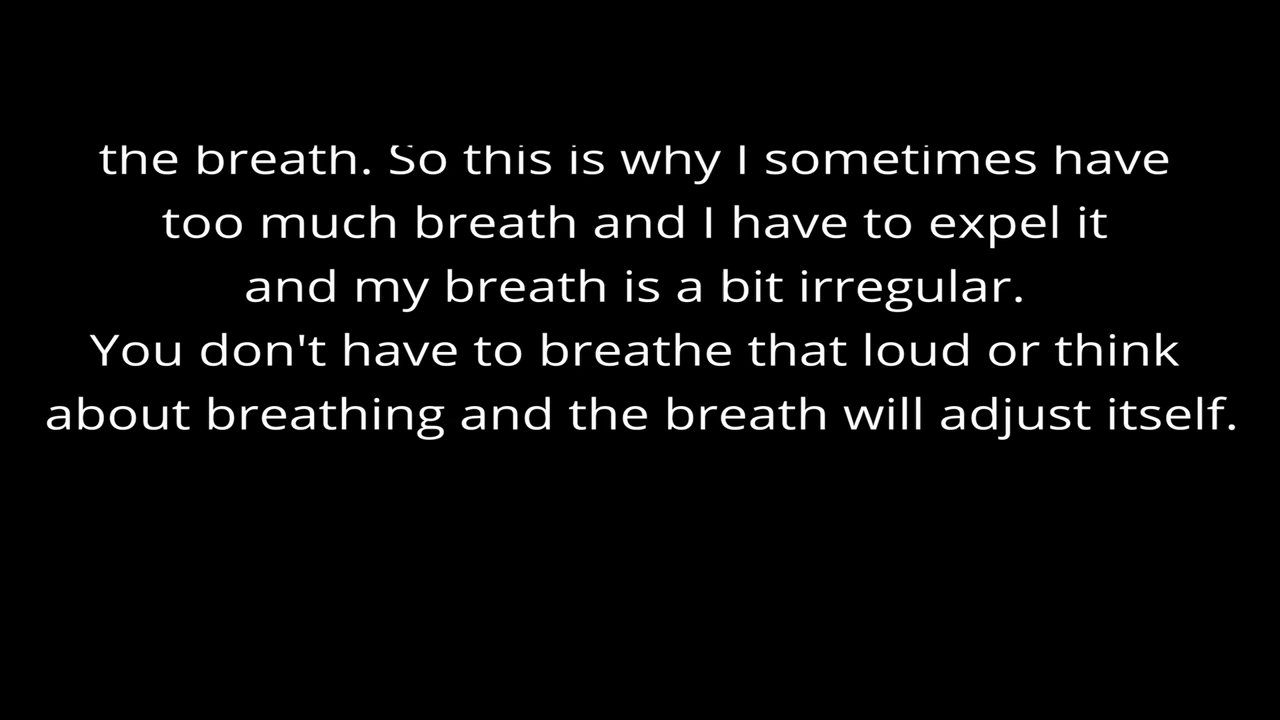 the breath. So this is why I sometimes have
too much breath and I have to expel it
and my breath is a bit irregular.
You don't have to breathe that loud or think
about breathing and the breath will adjust itself.